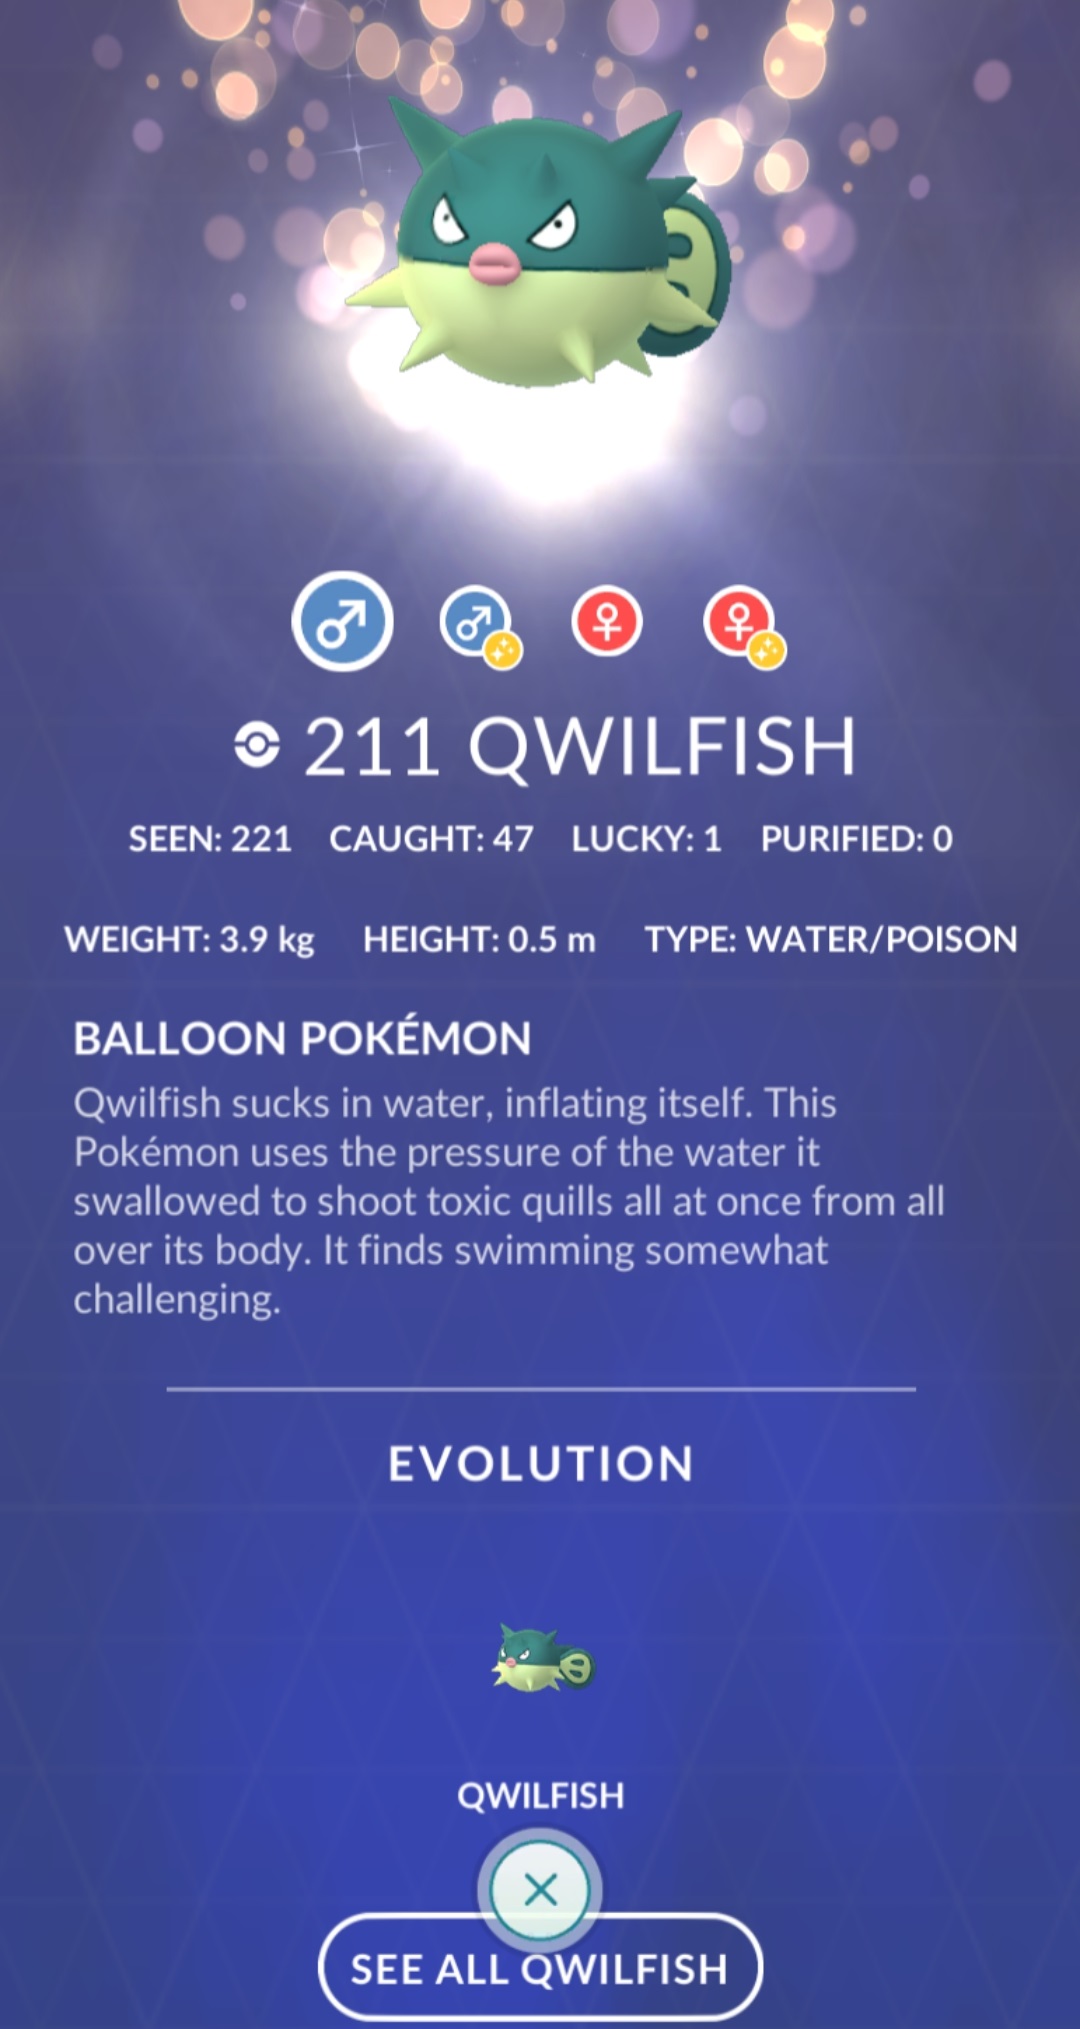 211 QWILFISH
SEEN: 221 CAUGHT: 47 LUCKY: 1 PURIFIED: 0
WEIGHT: 3.9 kg HEIGHT: 0.5 m TYPE: WATER/POISON
BALLOON POKÉMON
Qwilfish sucks in water, inflating itself. This
Pokémon uses the pressure of the water it
swallowed to shoot toxic quills all at once from all
over its body. It finds swimming somewhat
challenging.
EVOLUTION
QWILFISH
SEE ALL QWILFISH